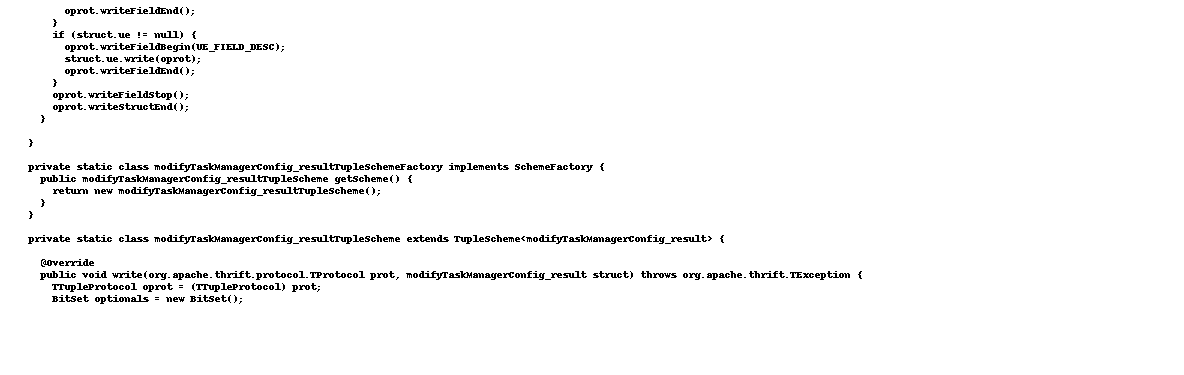 oprot.writeFieldEnd();
}
if (struct.ue != null) {
oprot.writeFieldBegin(UE_FIELD_DESC);
struct.ue.write(oprot);
oprot.writeFieldEnd();
}
oprot.writeFieldStop();
oprot.writeStructEnd();
}
}
private static class modifyTaskManagerConfig_resultTupleSchemeFactory implements SchemeFactory {
public modifyTaskManagerConfig_resultTupleScheme getScheme() {
return new modifyTaskManagerConfig_resultTupleScheme();
}
}
private static class modifyTaskManagerConfig_resultTupleScheme extends TupleScheme<modifyTaskManagerConfig_result> {
@Override
public void write(org.apache.thrift.protocol.TProtocol prot, modifyTaskManagerConfig_result struct) throws org.apache.thrift.TException {
TTupleProtocol oprot = (TTupleProtocol) prot;
BitSet optionals = new BitSet();